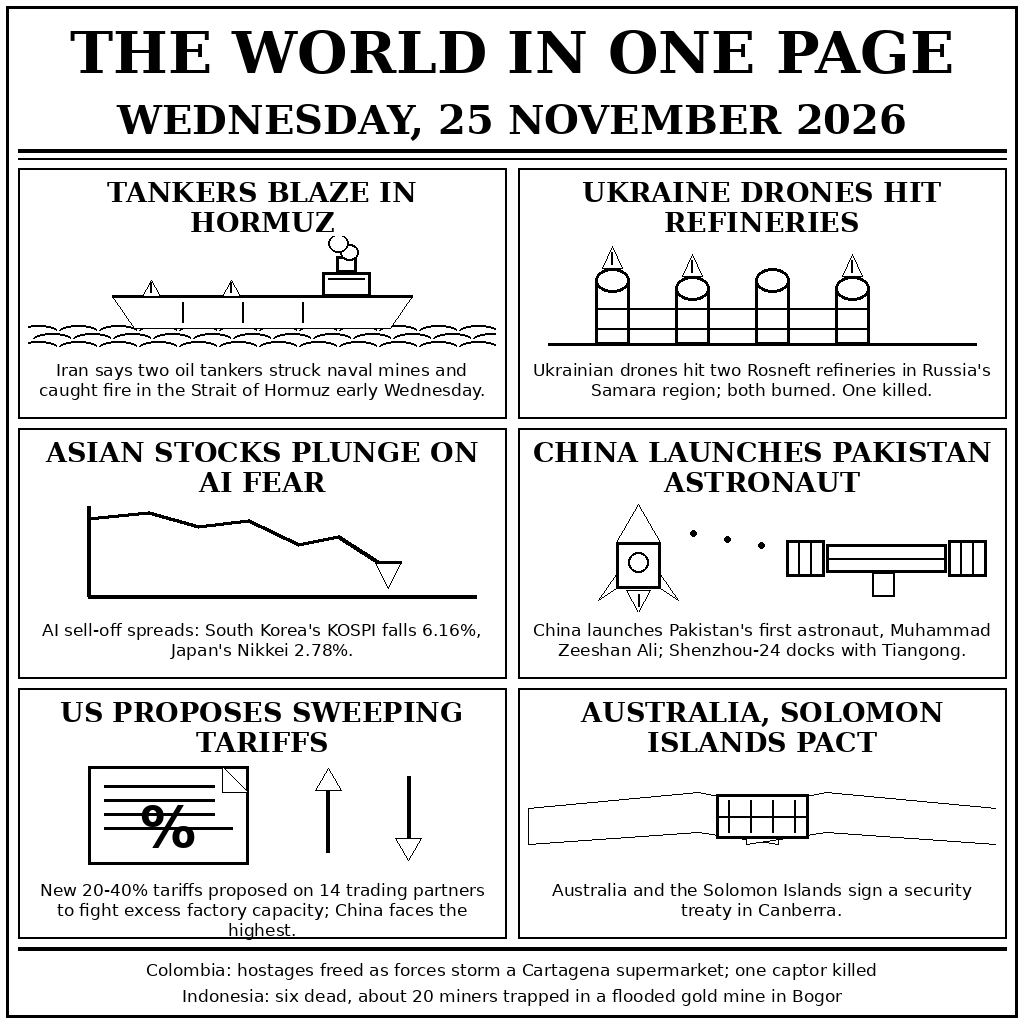 THE WORLD IN ONE PAGE
WEDNESDAY, 25 NOVEMBER 2026
TANKERS BLAZE IN
HORMUZ
Iran says two oil tankers struck naval mines and
caught fire in the Strait of Hormuz early Wednesday.
UKRAINE DRONES HIT
REFINERIES
Ukrainian drones hit two Rosneft refineries in Russia's
Samara region; both burned. One killed.
ASIAN STOCKS PLUNGE ON
AI FEAR
AI sell-off spreads: South Korea's KOSPI falls 6.16%,
Japan's Nikkei 2.78%.
CHINA LAUNCHES PAKISTAN
ASTRONAUT
China launches Pakistan's first astronaut, Muhammad
Zeeshan Ali; Shenzhou-24 docks with Tiangong.
US PROPOSES SWEEPING
TARIFFS
%
New 20-40% tariffs proposed on 14 trading partners
to fight excess factory capacity; China faces the
highest.
AUSTRALIA, SOLOMON
ISLANDS PACT
Australia and the Solomon Islands sign a security
treaty in Canberra.
Colombia: hostages freed as forces storm a Cartagena supermarket; one captor killed
Indonesia: six dead, about 20 miners trapped in a flooded gold mine in Bogor